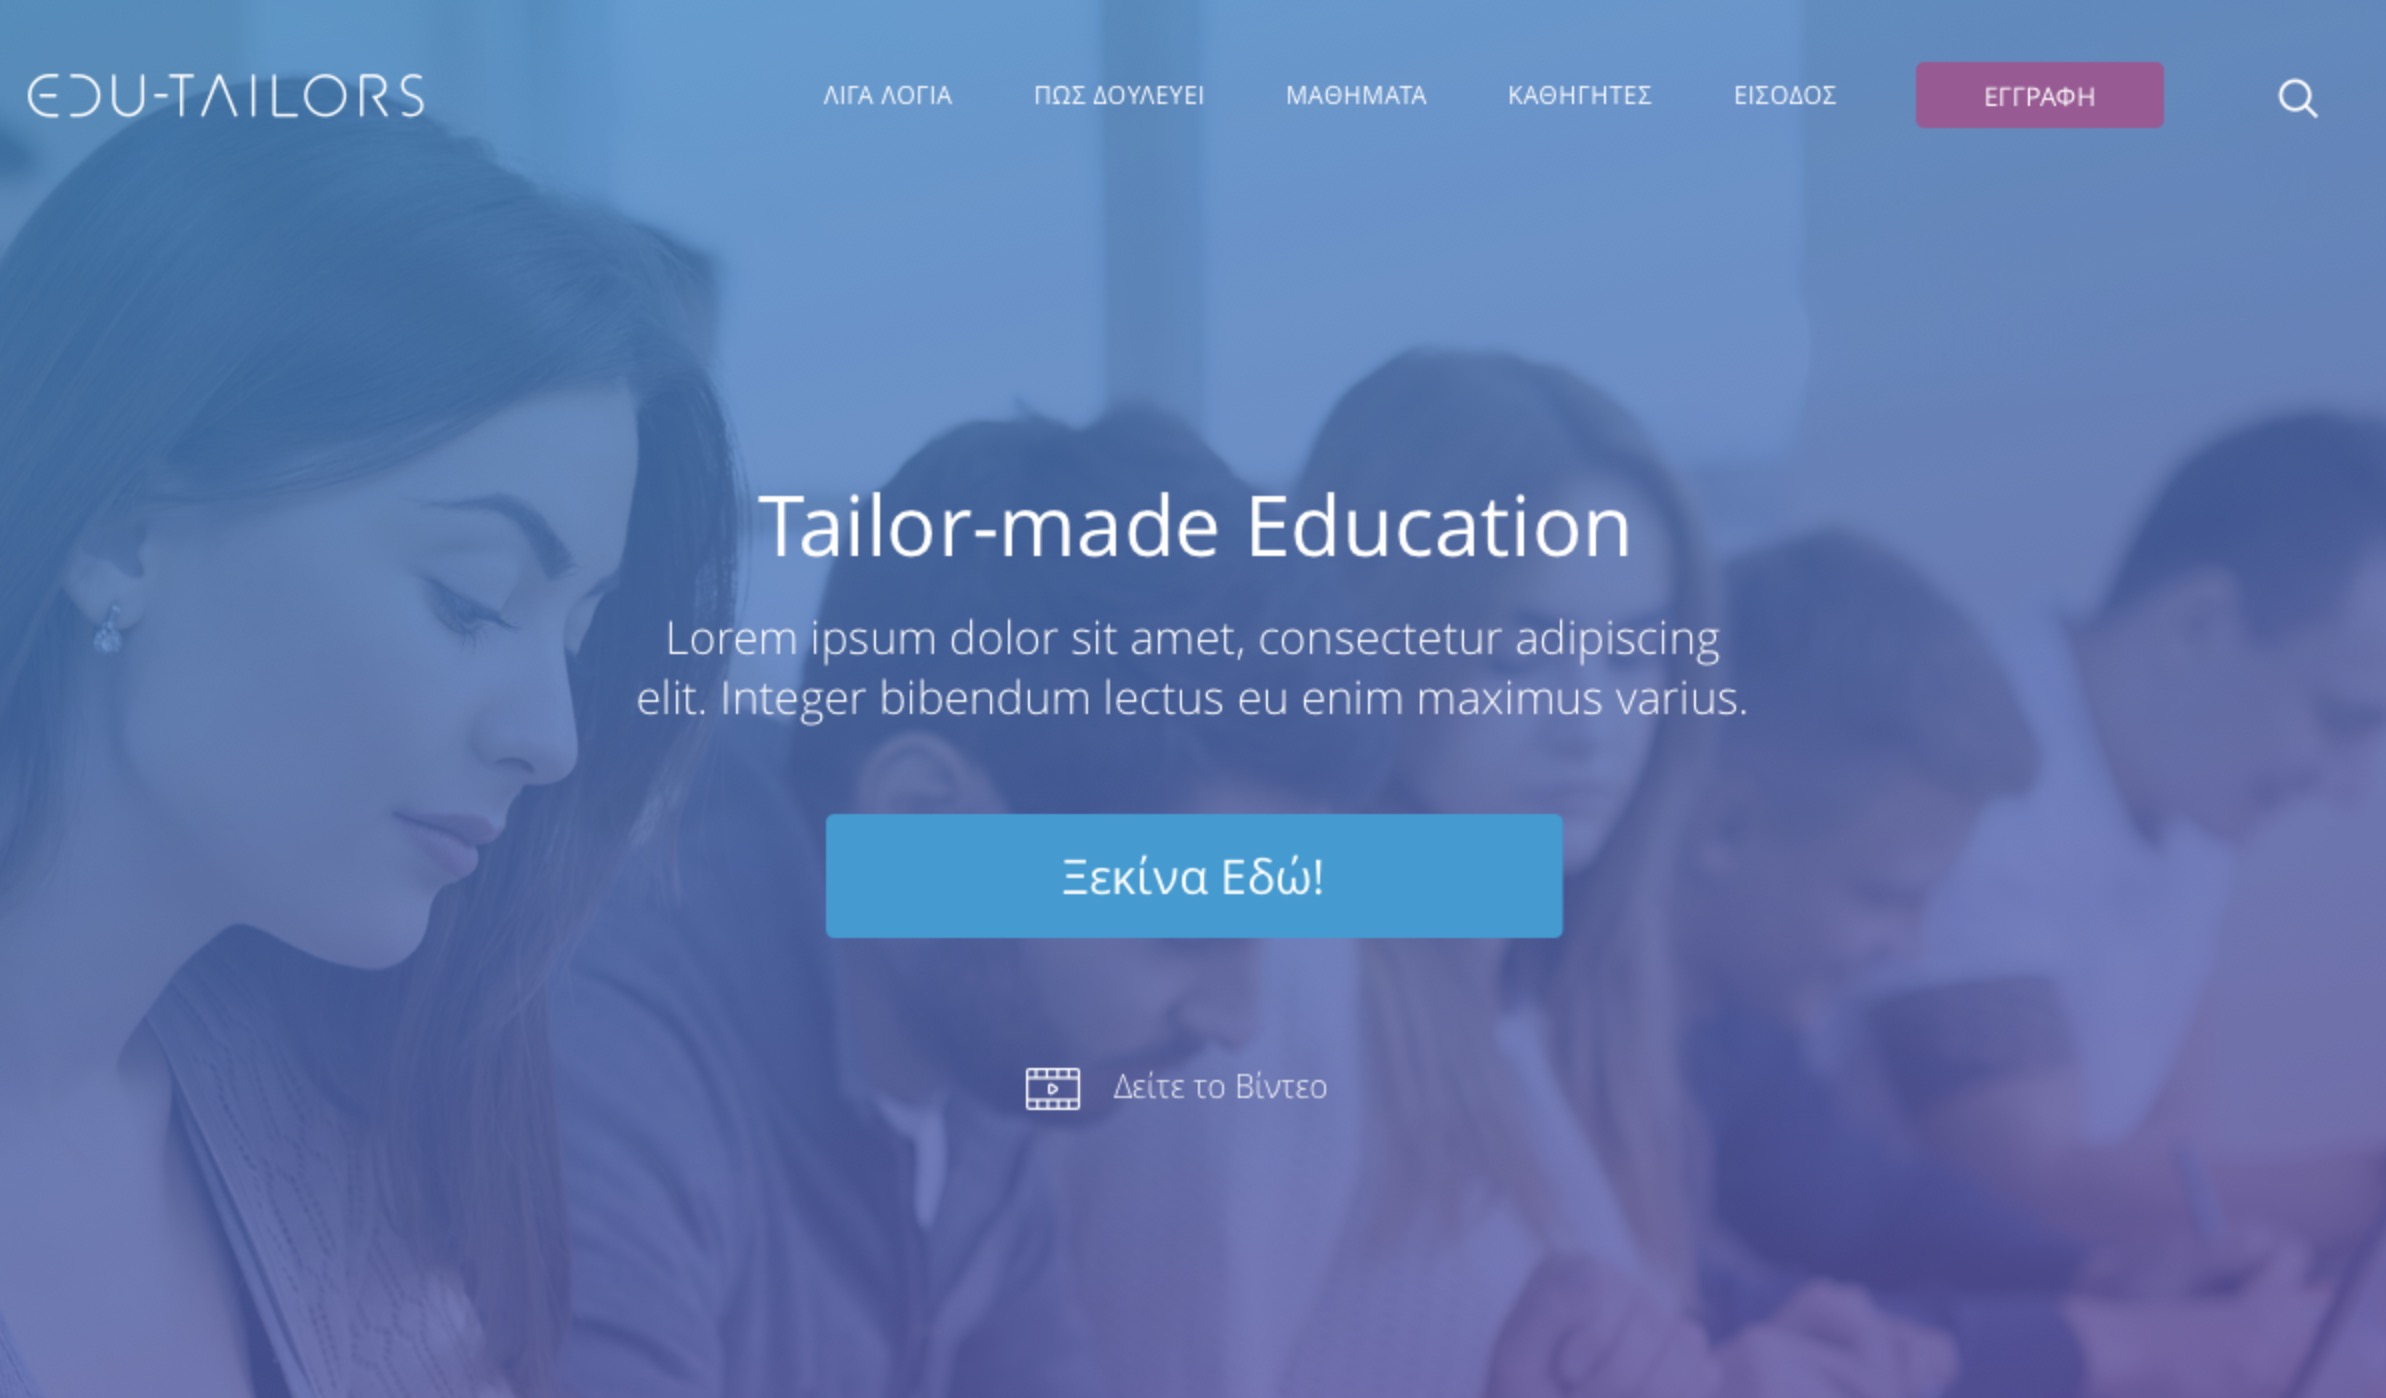 EDU-TAILORS
ΛΙΓΑ ΛΟΓΙΑ
ΠΩΣ ΔΟΥΛΕΥΕΙ
ΜΑΘΗΜΑΤΑ
ΚΑΘΗΓΗΤΕΣ
ΕΙΣΟΔΟΣ
ΕΓΓΡΑΦΗ
Tailor-made Education
Lorem ipsum dolor sit amet, consectetur adipiscing
elit. Integer bibendum lectus eu enim maximus varius.
Ξεκίνα Εδώ!
Δείτε το Βίντεο